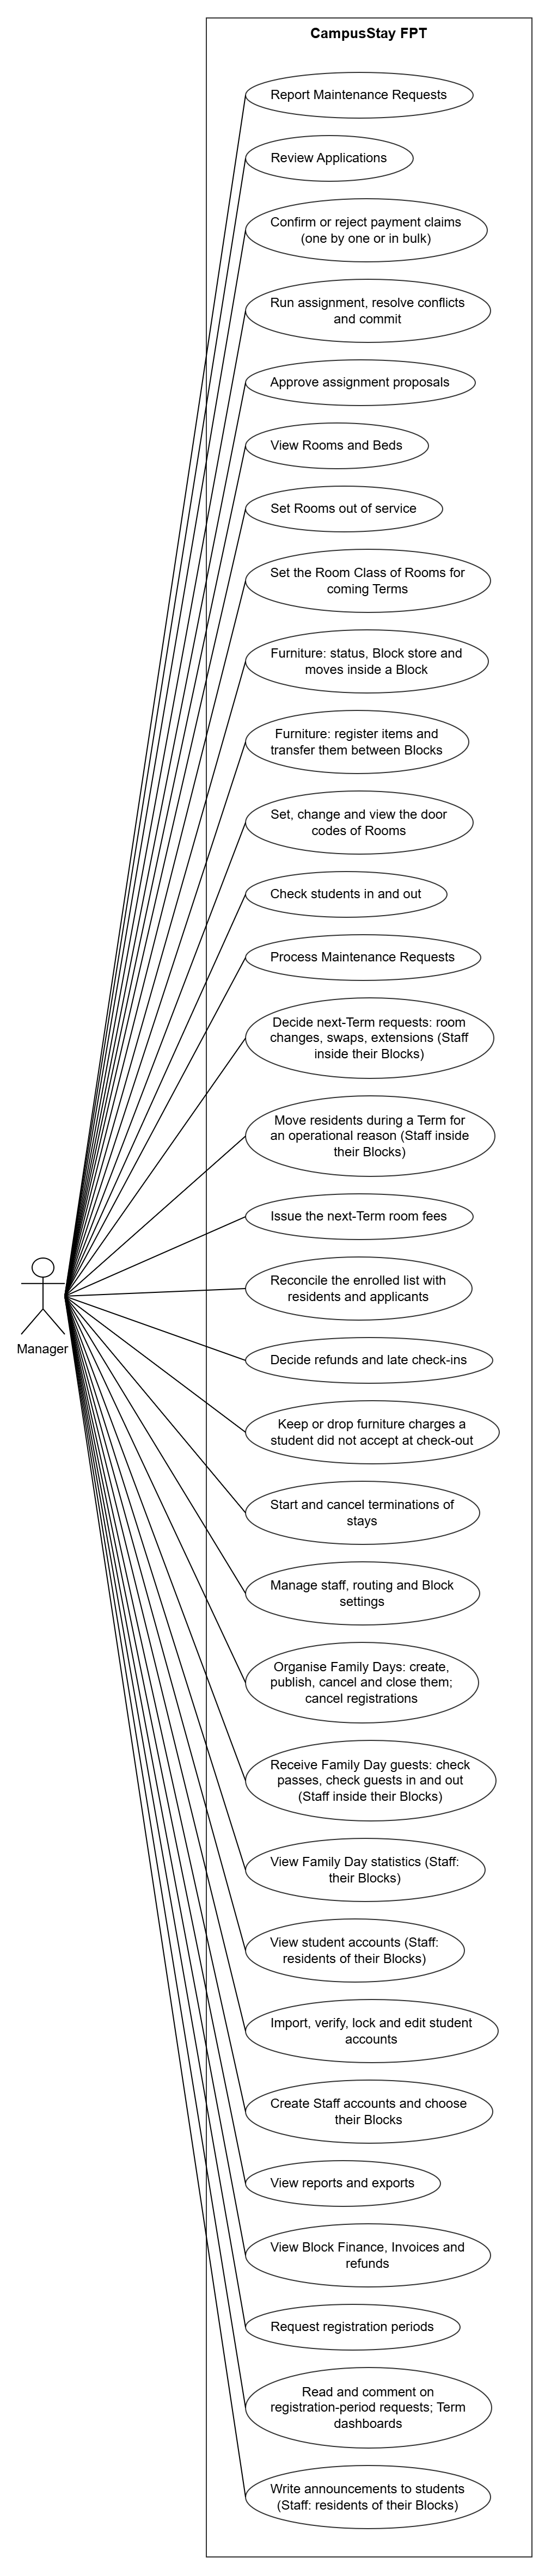 CampusStay FPT
Report Maintenance Requests
Review Applications
Confirm or reject payment claims
(one by one or in bulk)
Run assignment, resolve conflicts
and commit
Approve assignment proposals
View Rooms and Beds
Set Rooms out of service
Set the Room Class of Rooms for
coming Terms
Furniture: status, Block store and
moves inside a Block
Furniture: register items and
transfer them between Blocks
Set, change and view the door
codes of Rooms
Check students in and out
Process Maintenance Requests
Decide next-Term requests: room
changes, swaps, extensions (Staff
inside their Blocks)
Move residents during a Term for
an operational reason (Staff inside
their Blocks)
Issue the next-Term room fees
Reconcile the enrolled list with
residents and applicants
Manager
Decide refunds and late check-ins
Keep or drop furniture charges a
student did not accept at check-out
Start and cancel terminations of
stays
Manage staff, routing and Block
settings
Organise Family Days: create,
publish, cancel and close them;
cancel registrations
Receive Family Day guests: check
passes, check guests in and out
(Staff inside their Blocks)
View Family Day statistics (Staff:
their Blocks)
View student accounts (Staff:
residents of their Blocks)
Import, verify, lock and edit student
accounts
Create Staff accounts and choose
their Blocks
View reports and exports
View Block Finance, Invoices and
refunds
Request registration periods
Read and comment on
registration-period requests; Term
dashboards
Write announcements to students
(Staff: residents of their Blocks)